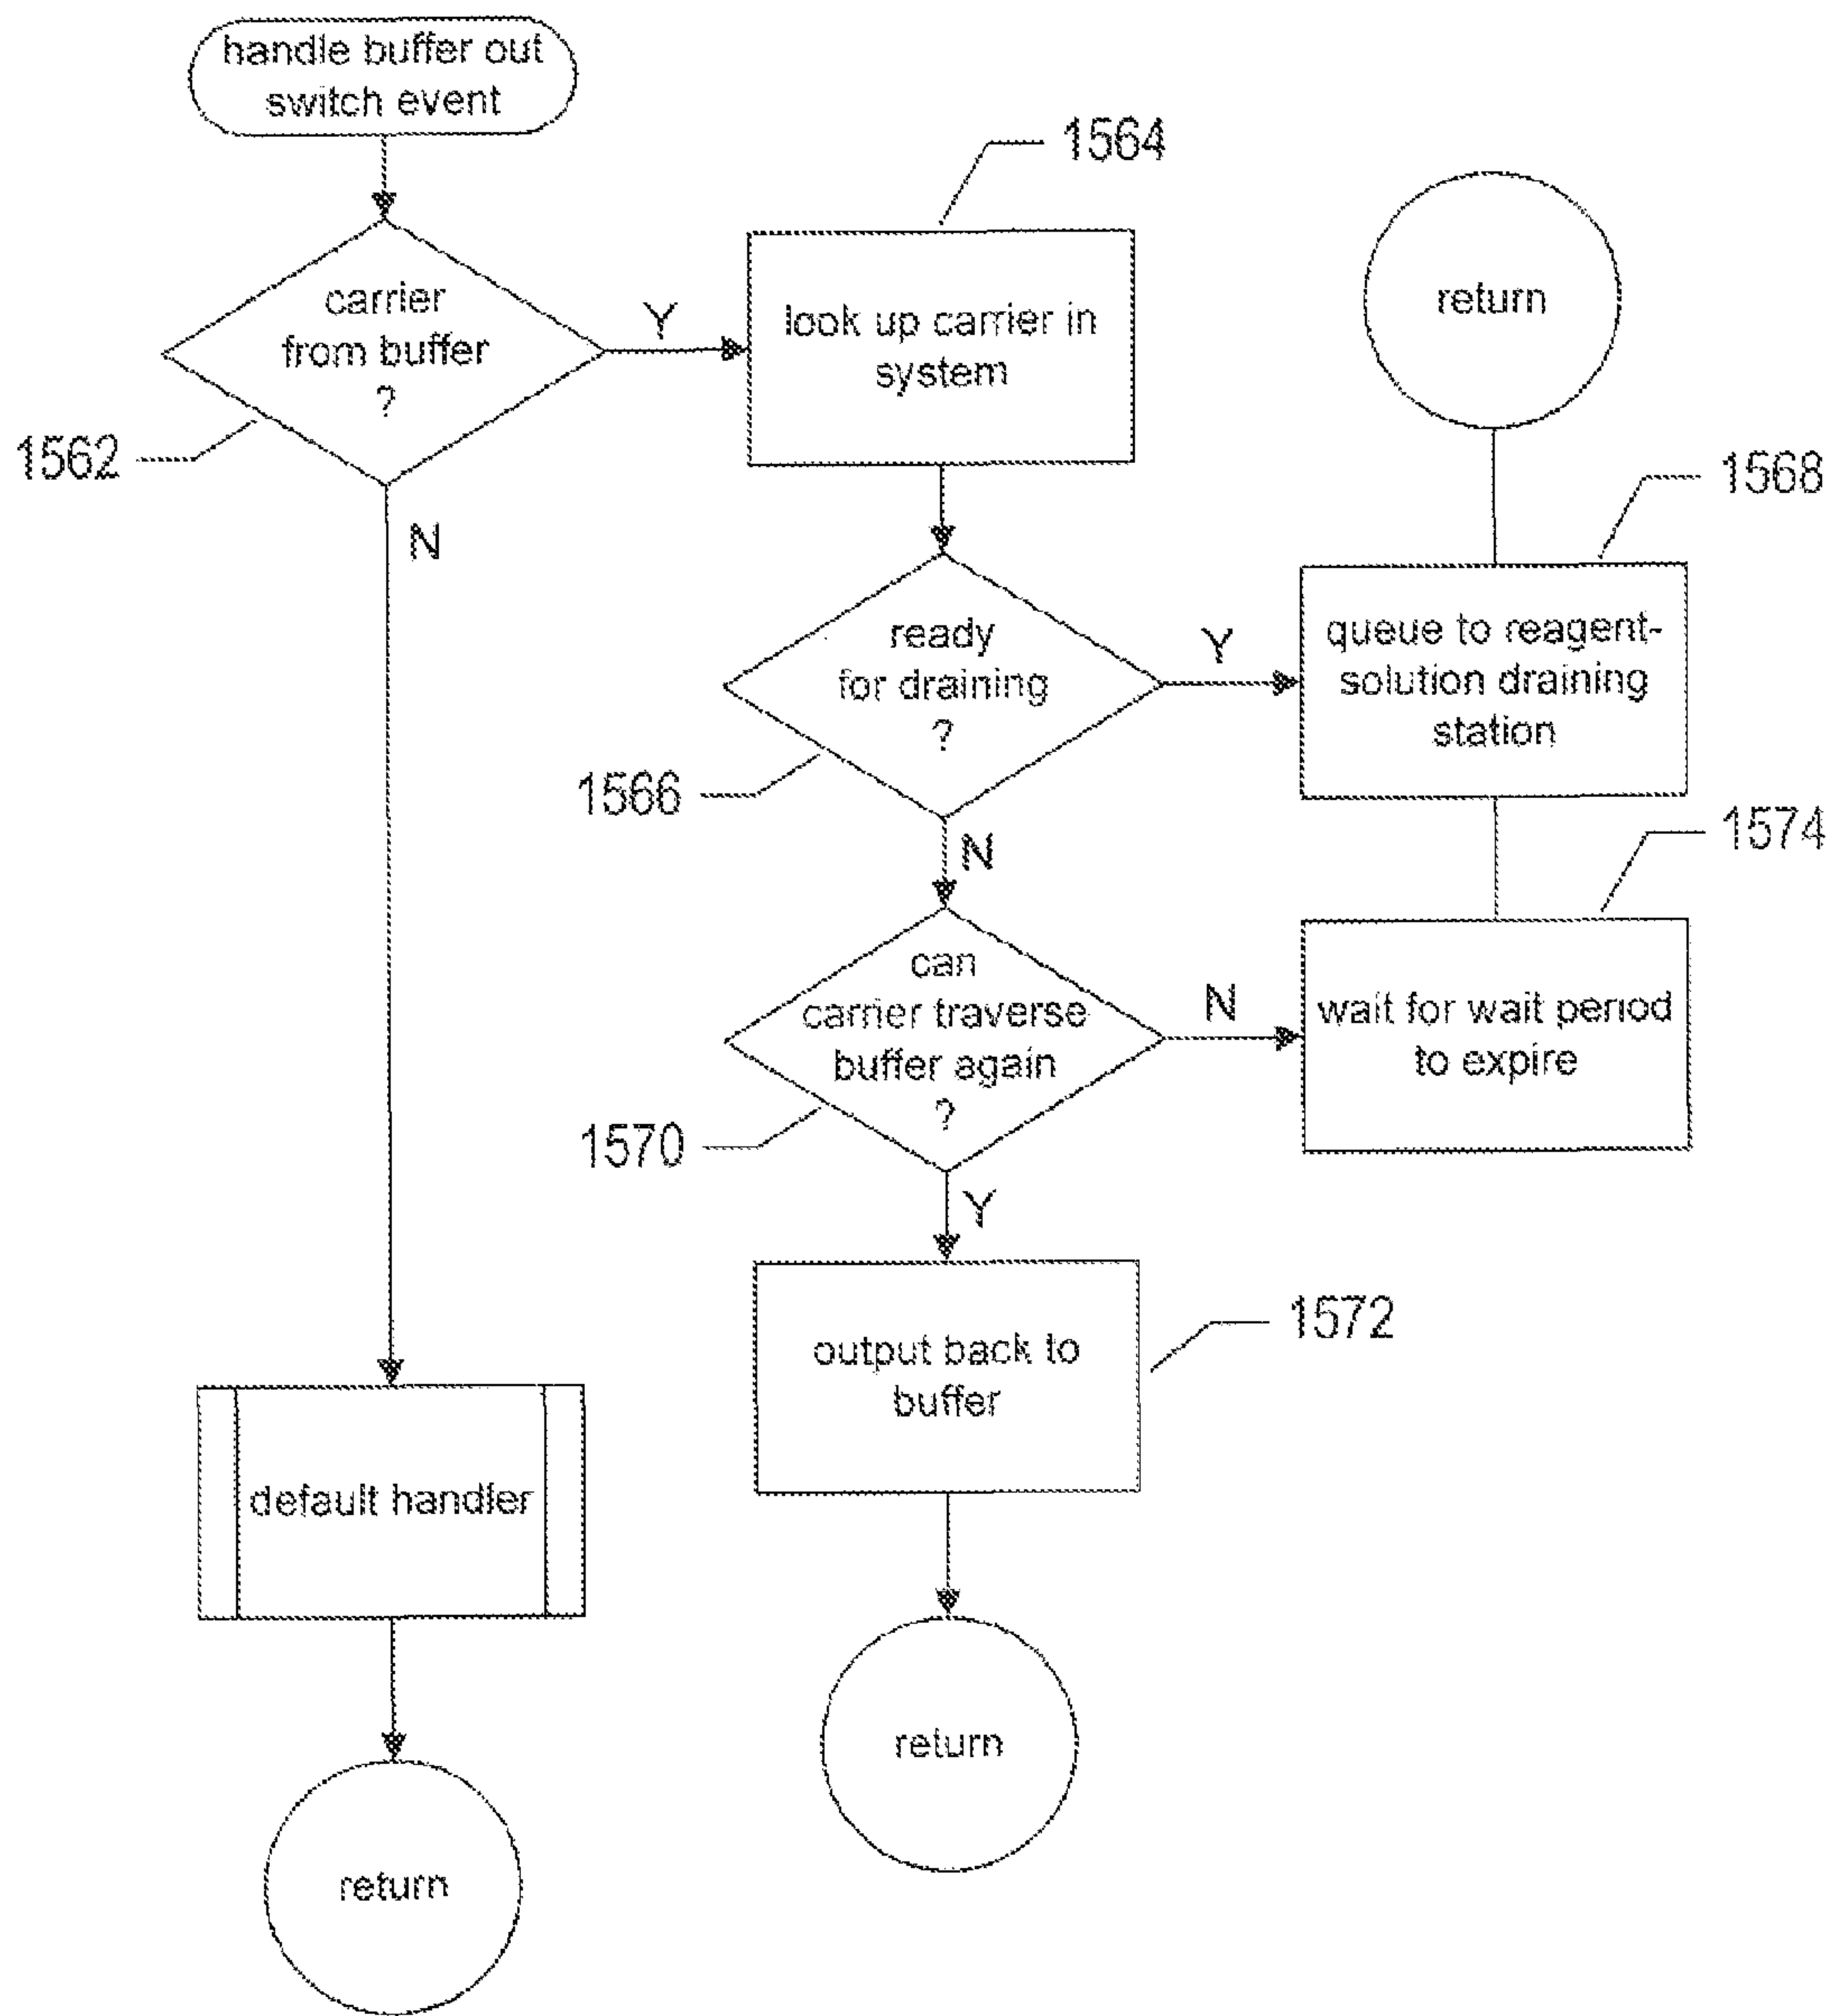 handle buffer out
switch event
1564
carrier
from buffer
?
Y
look up carrier in
system
return
1562
N
1568
ready
for draining
?
Y
queue to reagent-
solution draining
station
1566
N
1574
can
carrier traverse
buffer again
?
N
wait for wait period
to expire
1570
Y
output back to
buffer
1572
default handler
return
return